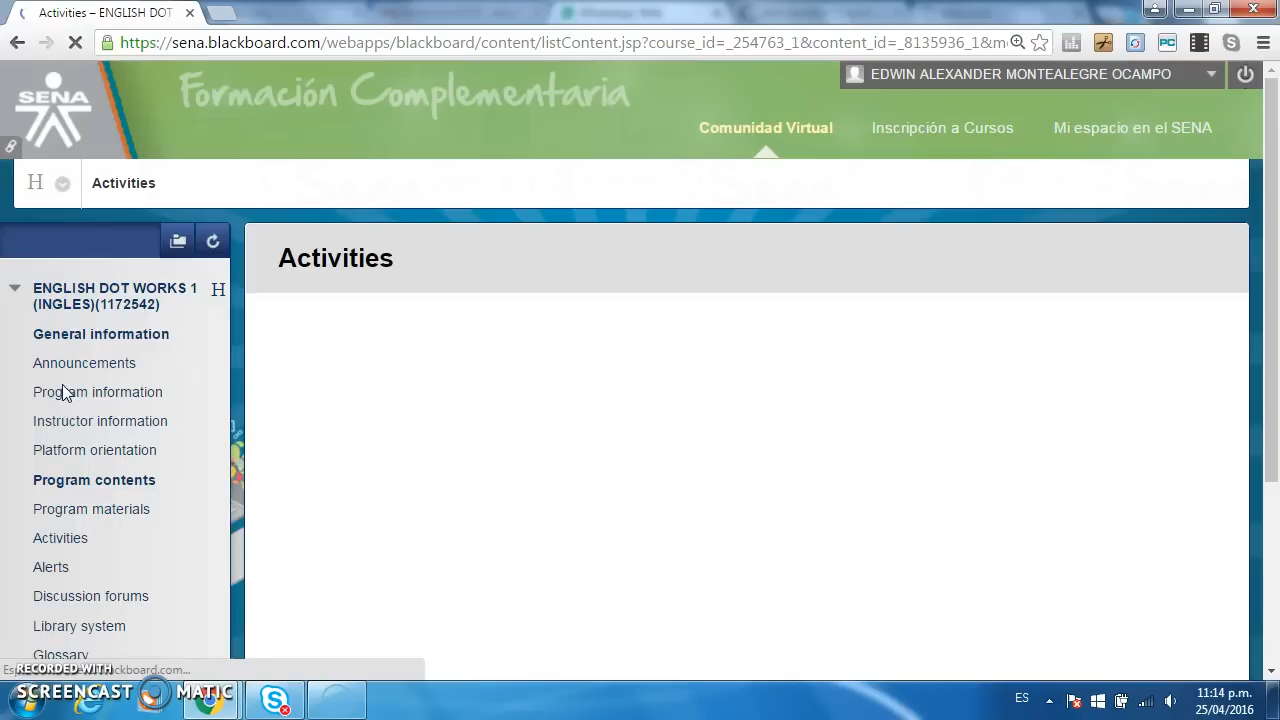 Activities – ENGLISH DOT
https://sena.blackboard.com/webapps/blackboard/content/listContent.jsp?course_id=_254763_1&content_id=_8135936_1&m
PC
SENA
Formación Complementaria
EDWIN ALEXANDER MONTEALEGRE OCAMPO
Comunidad Virtual
Inscripción a Cursos
Mi espacio en el SENA
H
Activities
Activities
ENGLISH DOT WORKS 1
(INGLES)(1172542)
H
General information
Announcements
Program information
Instructor information
Platform orientation
Program contents
Program materials
Activities
Alerts
Discussion forums
Library system
Glossary
blackboard.com...
RECORDED WITH
SCREENCAST MATIC
ES
11:14 p.m.
25/04/2016